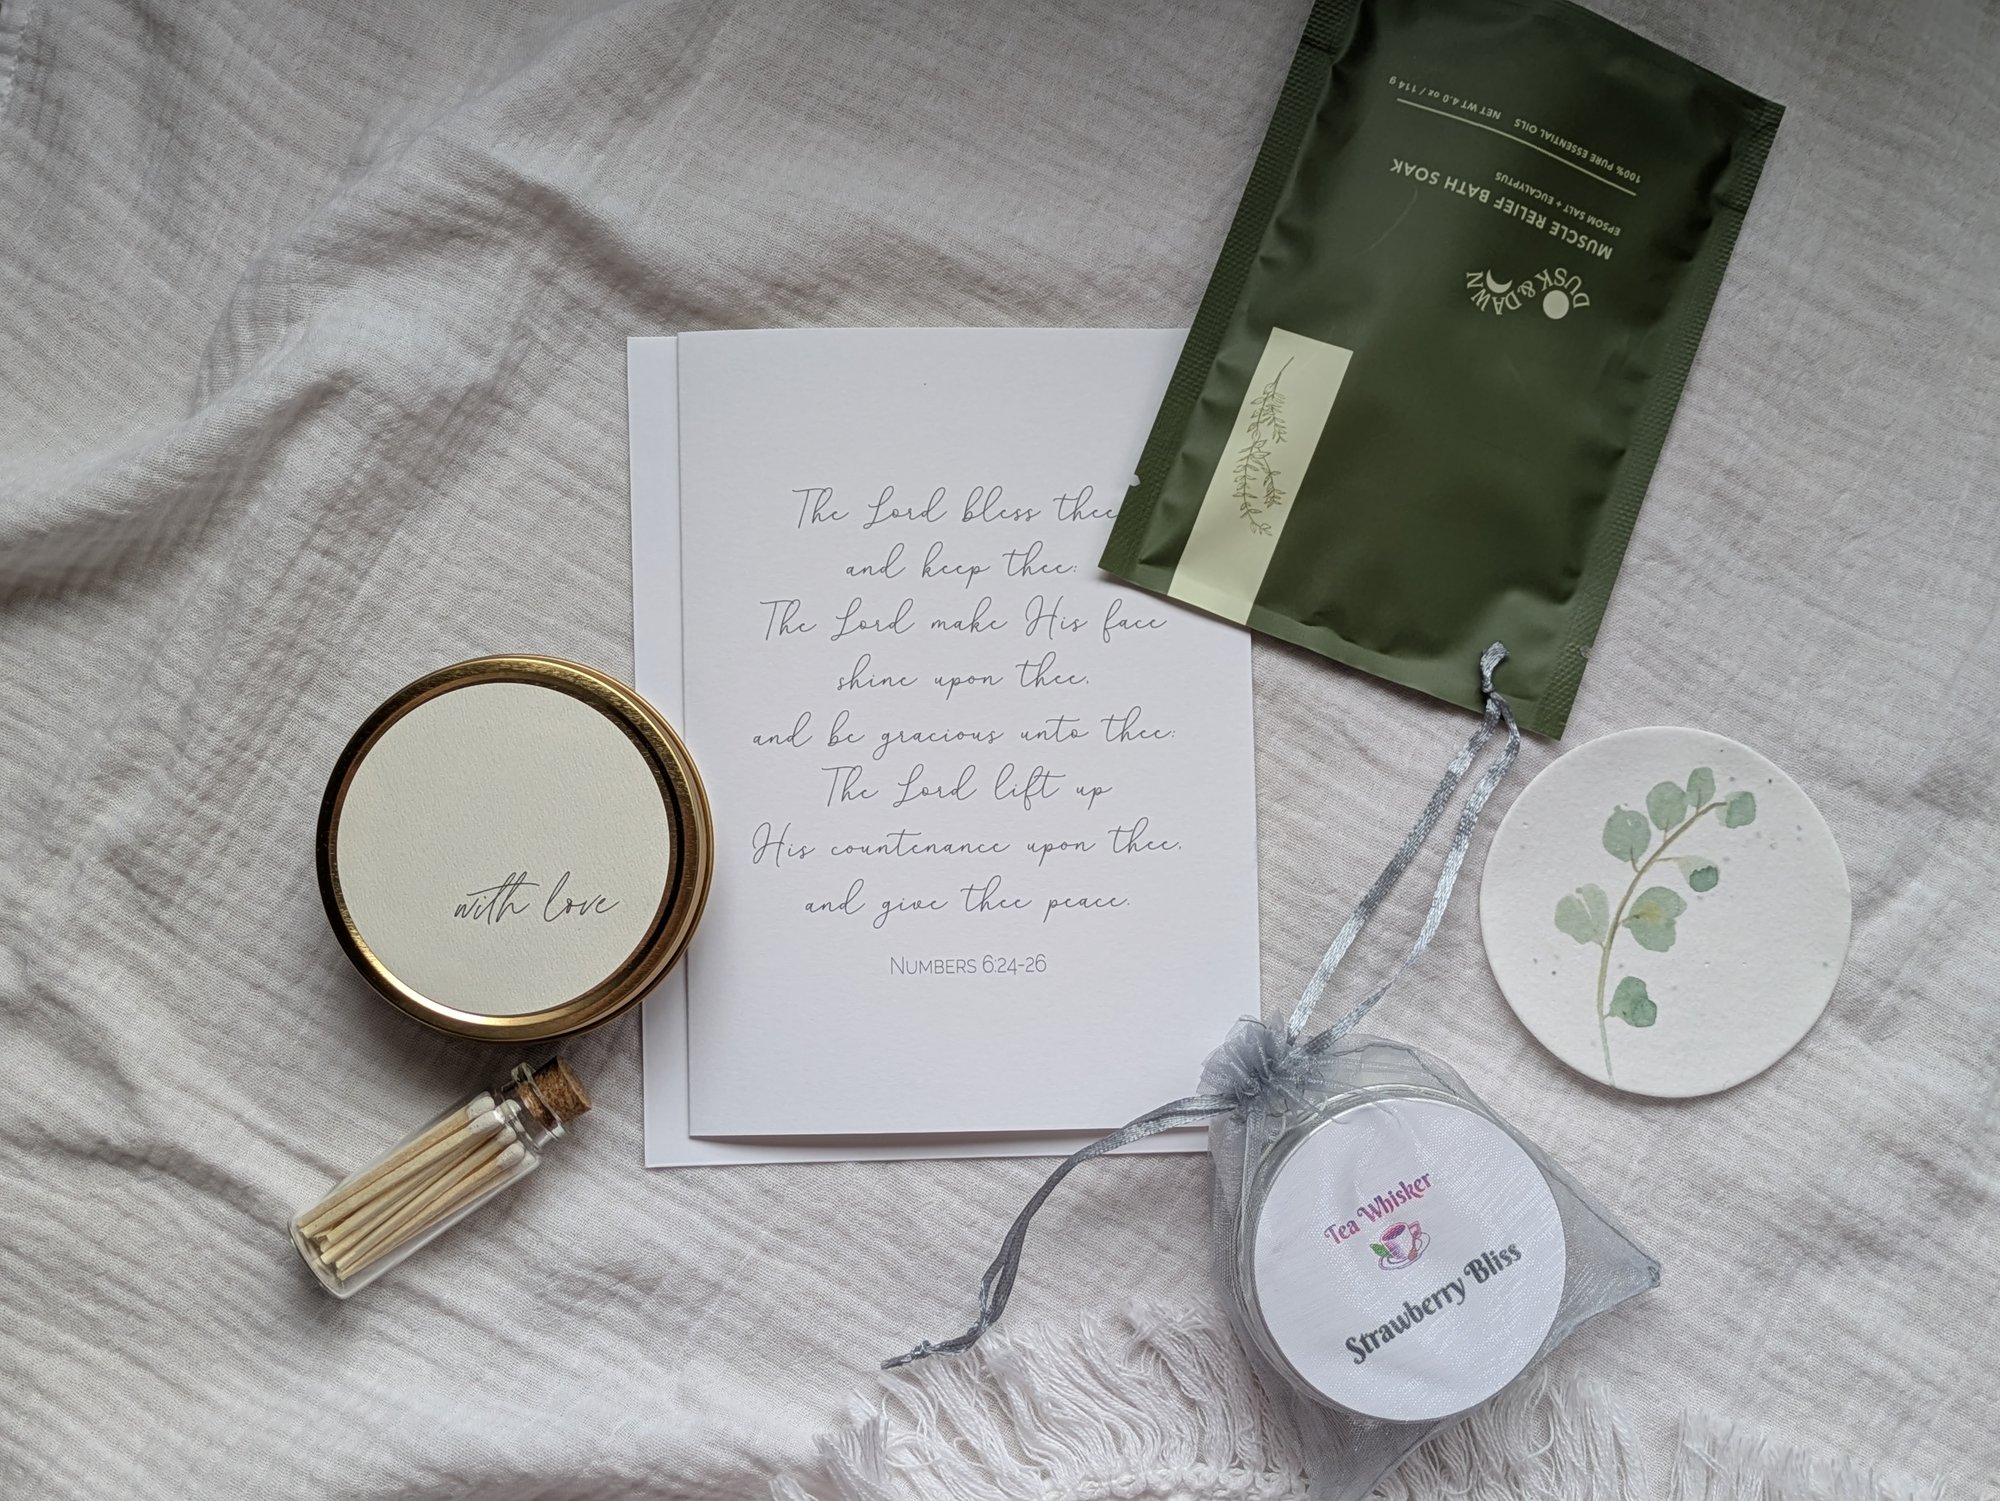 The Lord bless thee
and keep thee:
The Lord make His face
shine upon thee,
and be gracious unto thee:
The Lord lift up
His countenance upon thee,
and give thee peace.
NUMBERS 6:24-26
DUSK & DAWN
MUSCLE RELIEF BATH SOAK
EPSOM SALT + EUCALYPTUS
100% PURE ESSENTIAL OILS NET WT 4.0 oz / 114 g
with love
Tea Whisker
Strawberry Bliss